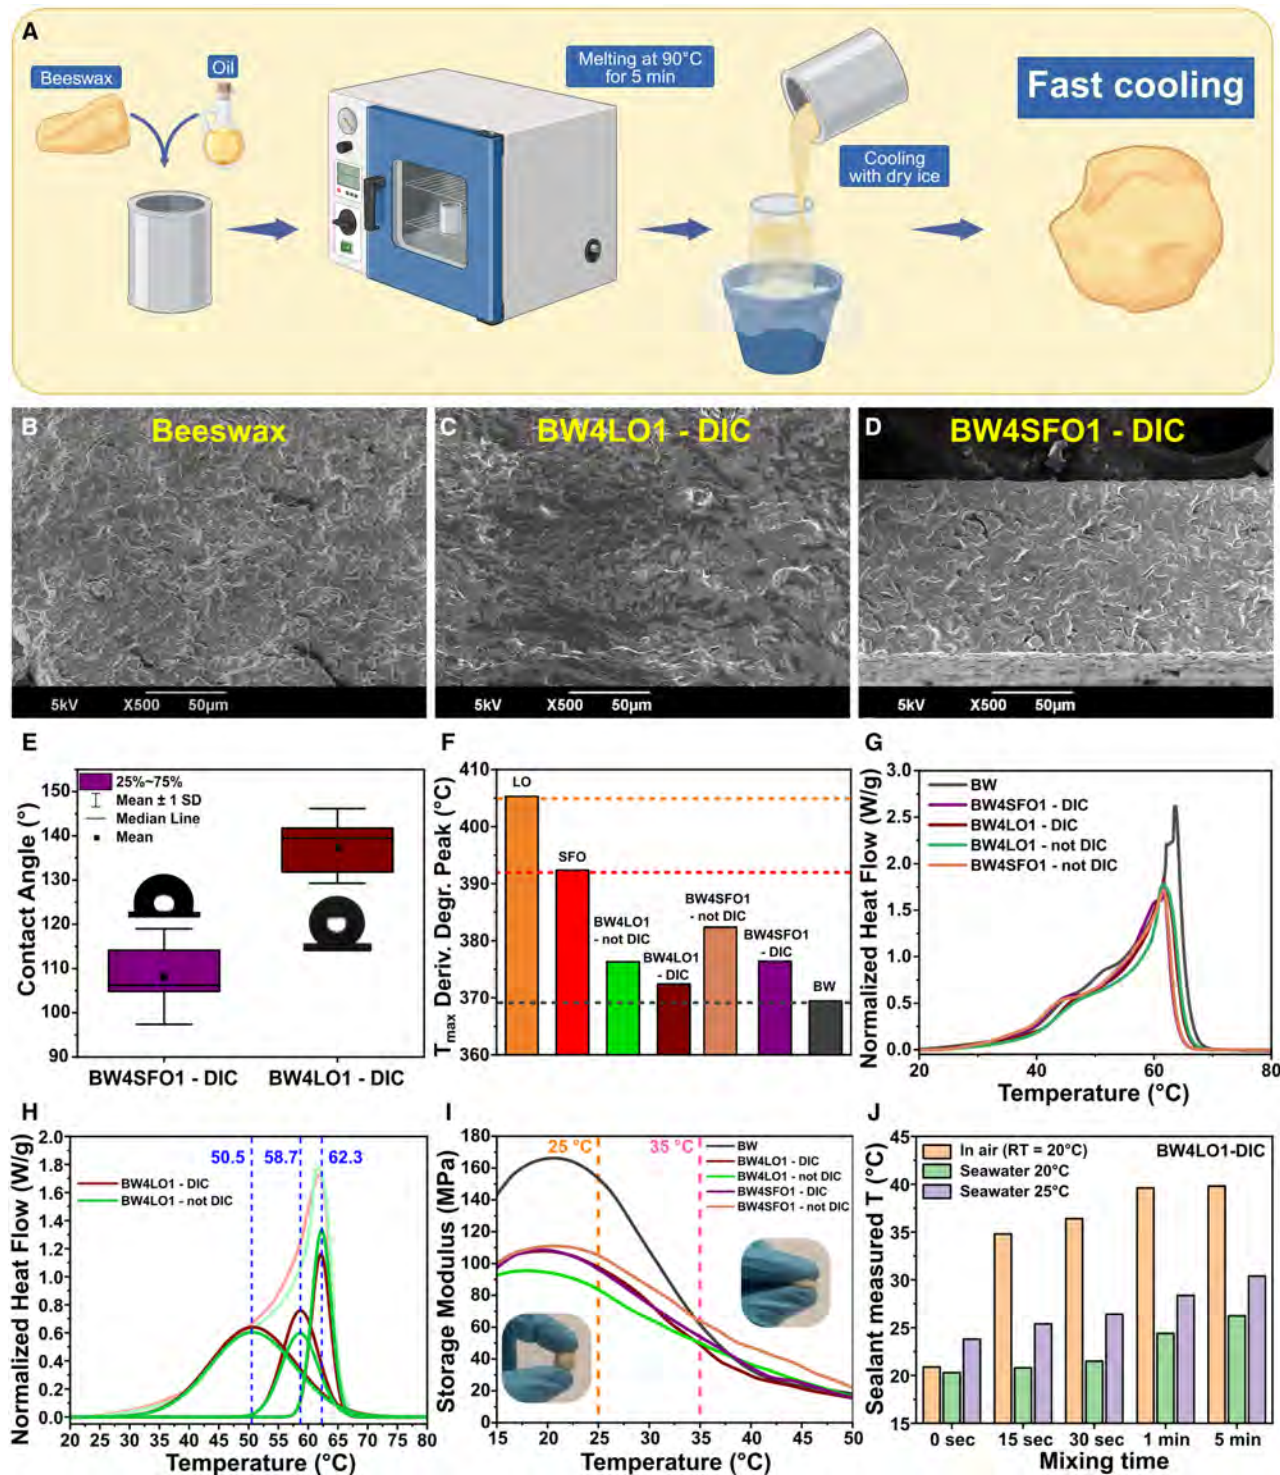 A
Beeswax
Oil
Melting at 90°C
for 5 min
Cooling
with dry ice
Fast cooling
B
Beeswax
5kV X500 50μm
C
BW4LO1 - DIC
5kV X500 50μm
D
BW4SFO1 - DIC
5kV X500 50μm
E
Contact Angle (°)
150
140
130
120
110
100
90
25%~75%
Mean ± 1 SD
Median Line
Mean
BW4SFO1 - DIC
BW4LO1 - DIC
F
Tmax Deriv. Degr. Peak (°C)
410
400
390
380
370
360
LO
SFO
BW4LO1
- not DIC
BW4LO1
- DIC
BW4SFO1
- not DIC
BW4SFO1
- DIC
BW
G
Normalized Heat Flow (W/g)
3.0
2.5
2.0
1.5
1.0
0.5
0.0
BW
BW4SFO1 - DIC
BW4LO1 - DIC
BW4LO1 - not DIC
BW4SFO1 - not DIC
20 40 60 80
Temperature (°C)
H
Normalized Heat Flow (W/g)
2.0
1.8
1.6
1.4
1.2
1.0
0.8
0.6
0.4
0.2
0.0
50.5 58.7 62.3
BW4LO1 - DIC
BW4LO1 - not DIC
20 30 40 50 60 70 80
Temperature (°C)
I
Storage Modulus (MPa)
180
160
140
120
100
80
60
40
20
0
25 °C
35 °C
BW
BW4LO1 - DIC
BW4LO1 - not DIC
BW4SFO1 - DIC
BW4SFO1 - not DIC
15 20 25 30 35 40 45 50
Temperature (°C)
J
Sealant measured T (°C)
45
40
35
30
25
20
15
In air (RT = 20°C)
Seawater 20°C
Seawater 25°C
BW4LO1-DIC
0 sec 15 sec 30 sec 1 min 5 min
Mixing time